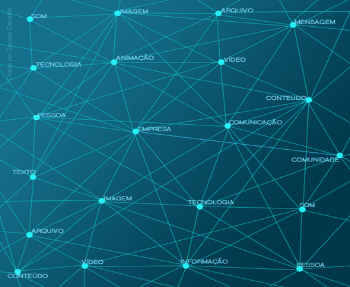 SOM
IMAGEM
ARQUIVO
MENSAGEM
TECNOLOGIA
ANIMAÇÃO
VÍDEO
CONTEÚDO
PESSOA
EMPRESA
COMUNICAÇÃO
COMUNIDADE
TEXTO
IMAGEM
TECNOLOGIA
SOM
ARQUIVO
VÍDEO
INFORMAÇÃO
PESSOA
CONTEÚDO